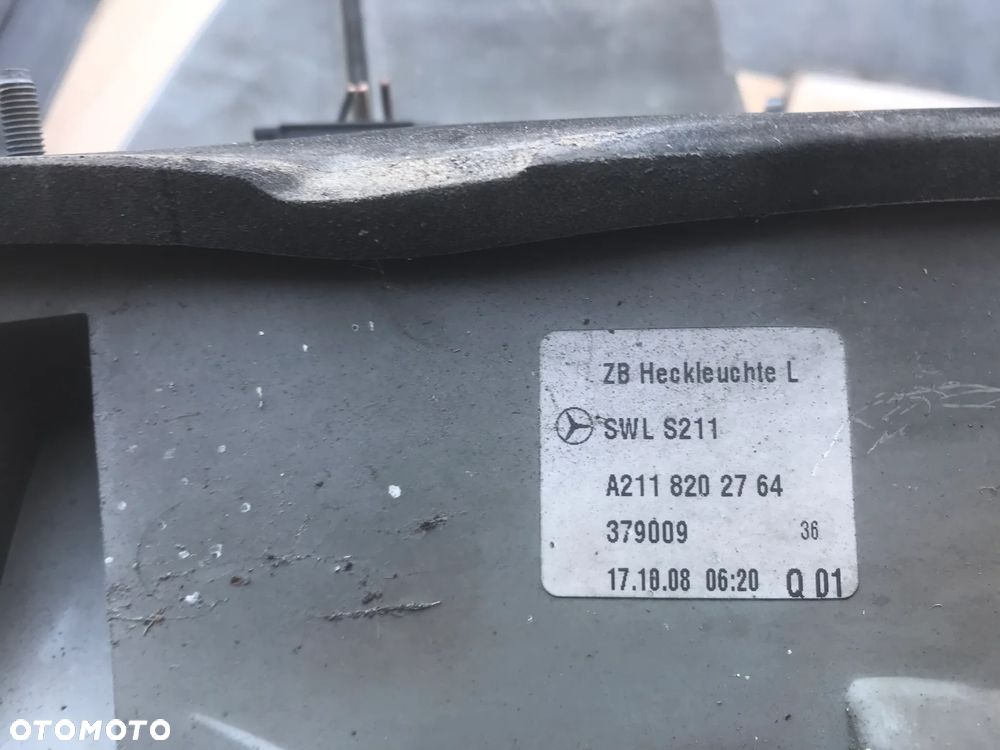 ZB Heckleuchte L
SWL S211
A211 820 27 64
379009 36
17.10.08 06:20 Q 01
OTOMOTO